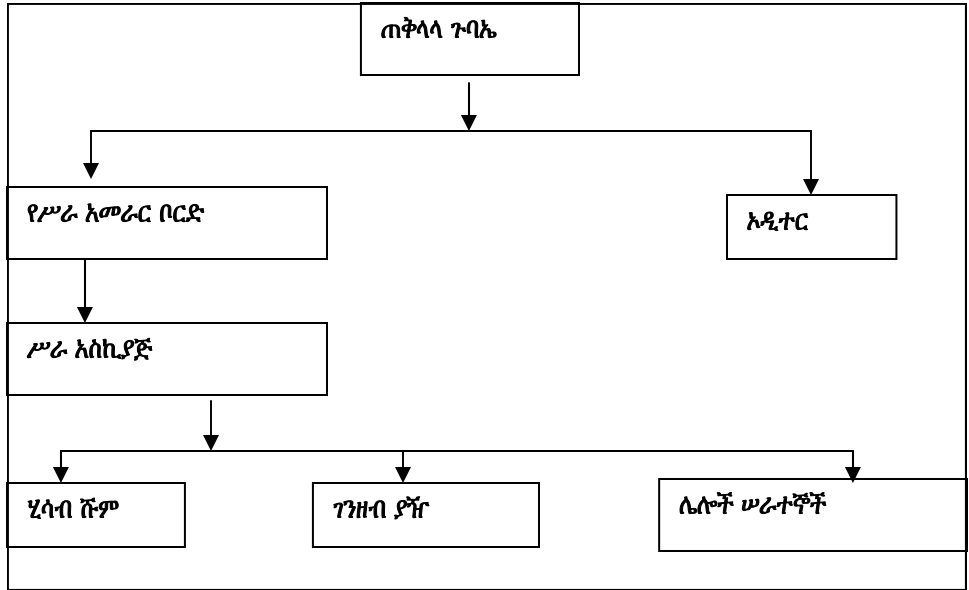 ጠቅላላ ጉባኤ
የሥራ አመራር ቦርድ
ኦዲተር
ሥራ አስኪያጅ
ሂሳብ ሹም
ገንዘብ ያዥ
ሌሎች ሠራተኞች